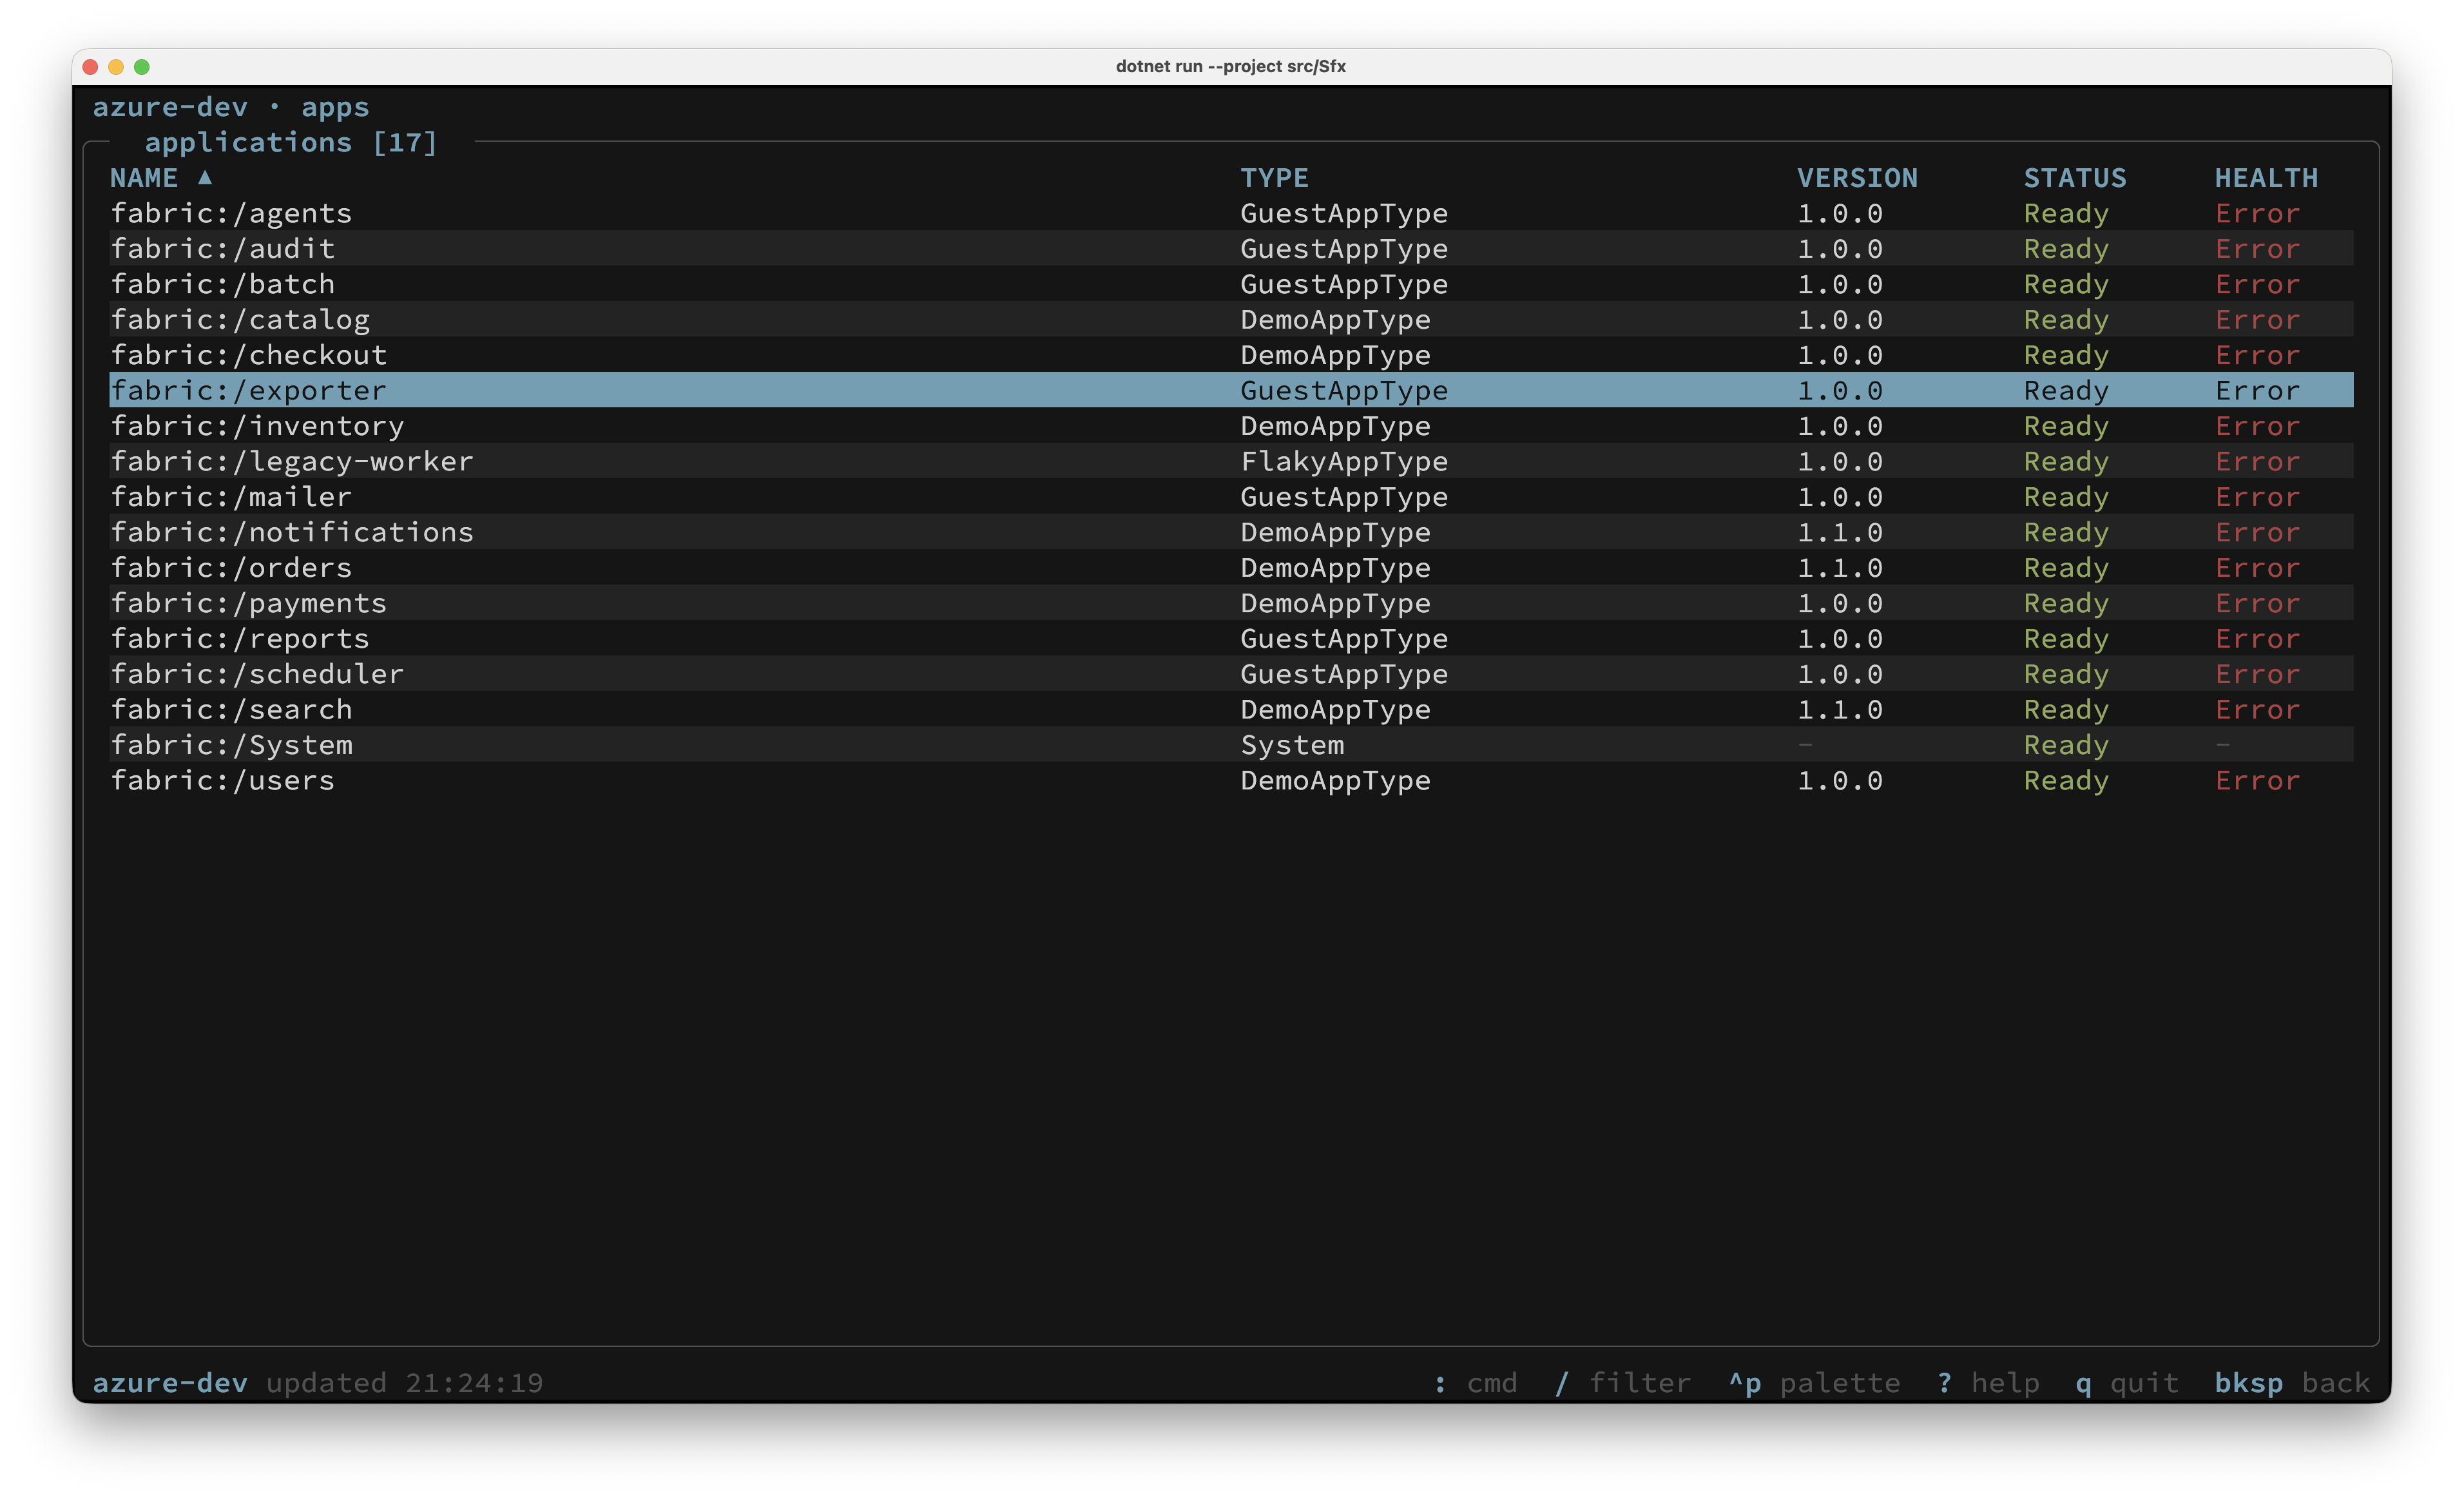 dotnet run --project src/Sfx
azure-dev · apps
applications [17]
NAME ▲ TYPE VERSION STATUS HEALTH
fabric:/agents GuestAppType 1.0.0 Ready Error
fabric:/audit GuestAppType 1.0.0 Ready Error
fabric:/batch GuestAppType 1.0.0 Ready Error
fabric:/catalog DemoAppType 1.0.0 Ready Error
fabric:/checkout DemoAppType 1.0.0 Ready Error
fabric:/exporter GuestAppType 1.0.0 Ready Error
fabric:/inventory DemoAppType 1.0.0 Ready Error
fabric:/legacy-worker FlakyAppType 1.0.0 Ready Error
fabric:/mailer GuestAppType 1.0.0 Ready Error
fabric:/notifications DemoAppType 1.1.0 Ready Error
fabric:/orders DemoAppType 1.1.0 Ready Error
fabric:/payments DemoAppType 1.0.0 Ready Error
fabric:/reports GuestAppType 1.0.0 Ready Error
fabric:/scheduler GuestAppType 1.0.0 Ready Error
fabric:/search DemoAppType 1.1.0 Ready Error
fabric:/System System - Ready -
fabric:/users DemoAppType 1.0.0 Ready Error
azure-dev updated 21:24:19 : cmd / filter ^p palette ? help q quit bksp back